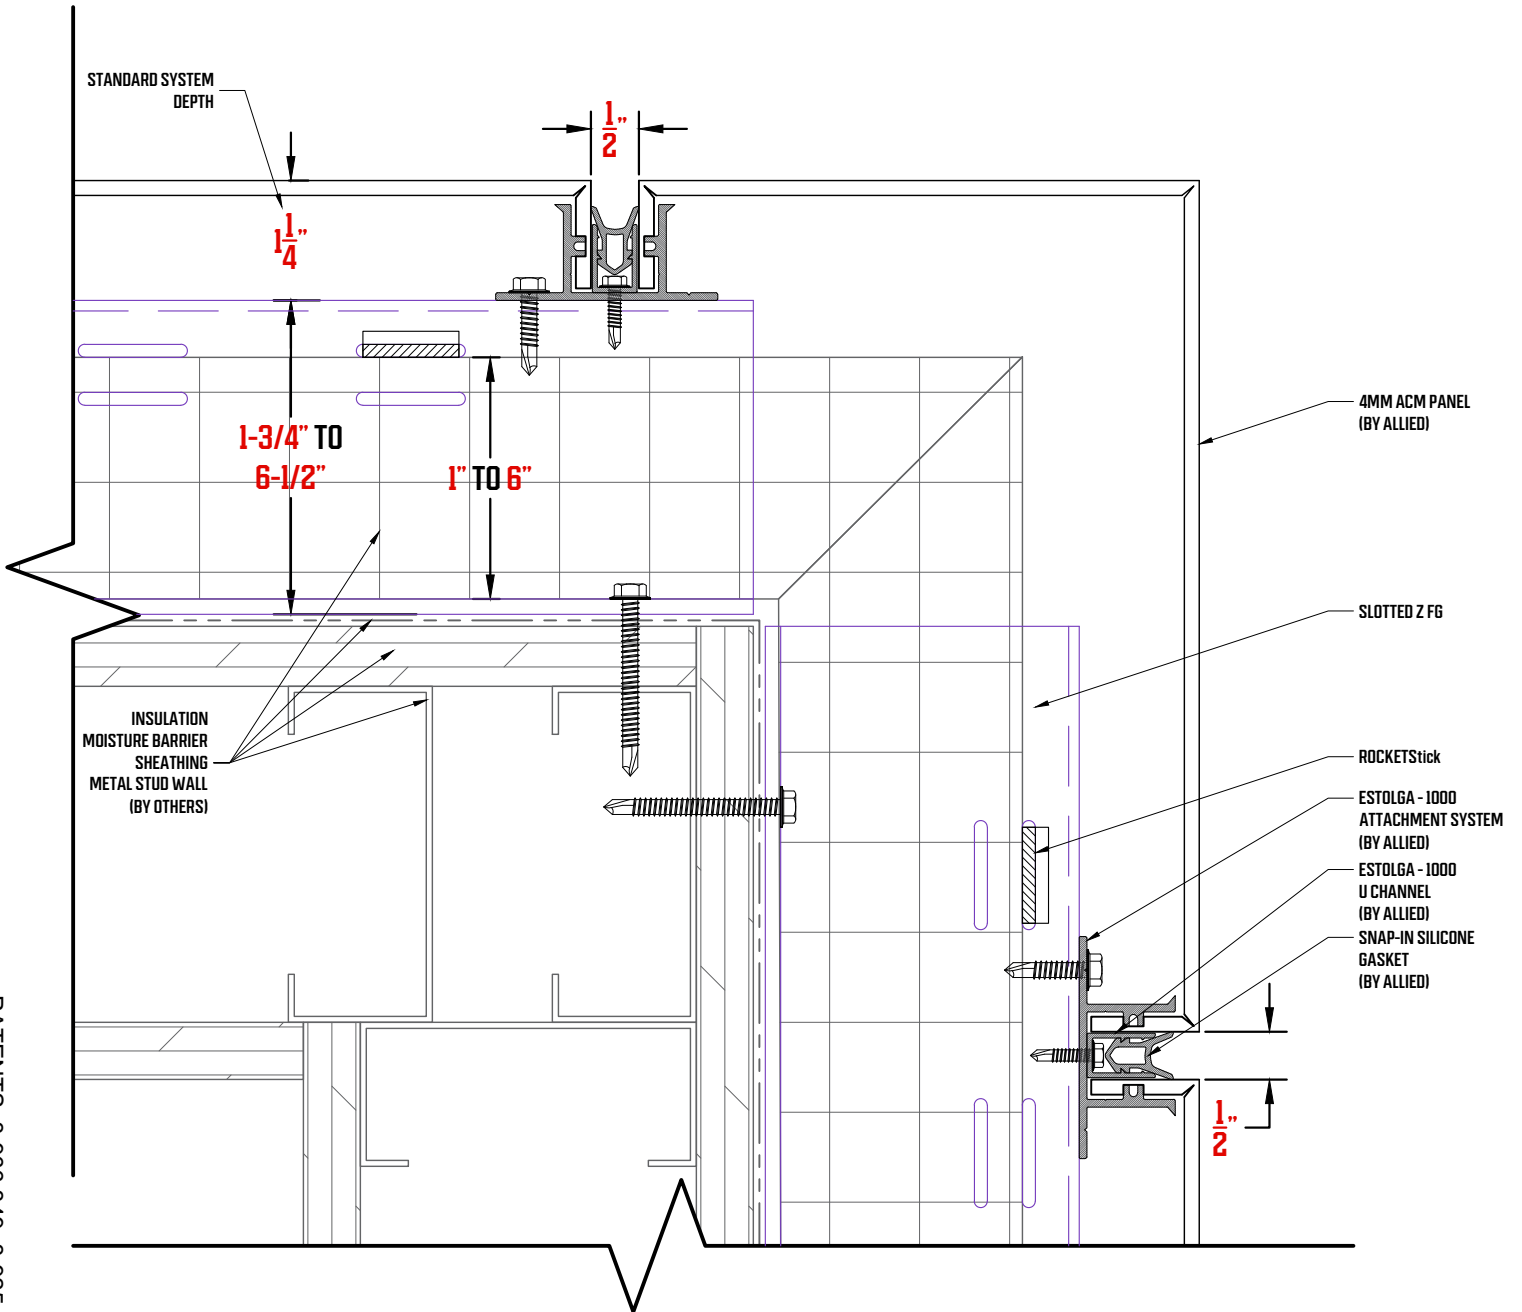 STANDARD SYSTEM
DEPTH
1/2"
1 1/4"
1-3/4" TO
6-1/2"
1" TO 6"
4MM ACM PANEL
(BY ALLIED)
SLOTTED Z FG
INSULATION
MOISTURE BARRIER
SHEATHING
METAL STUD WALL
(BY OTHERS)
ROCKETStick
ESTOLGA - 1000
ATTACHMENT SYSTEM
(BY ALLIED)
ESTOLGA - 1000
U CHANNEL
(BY ALLIED)
SNAP-IN SILICONE
GASKET
(BY ALLIED)
1/2"